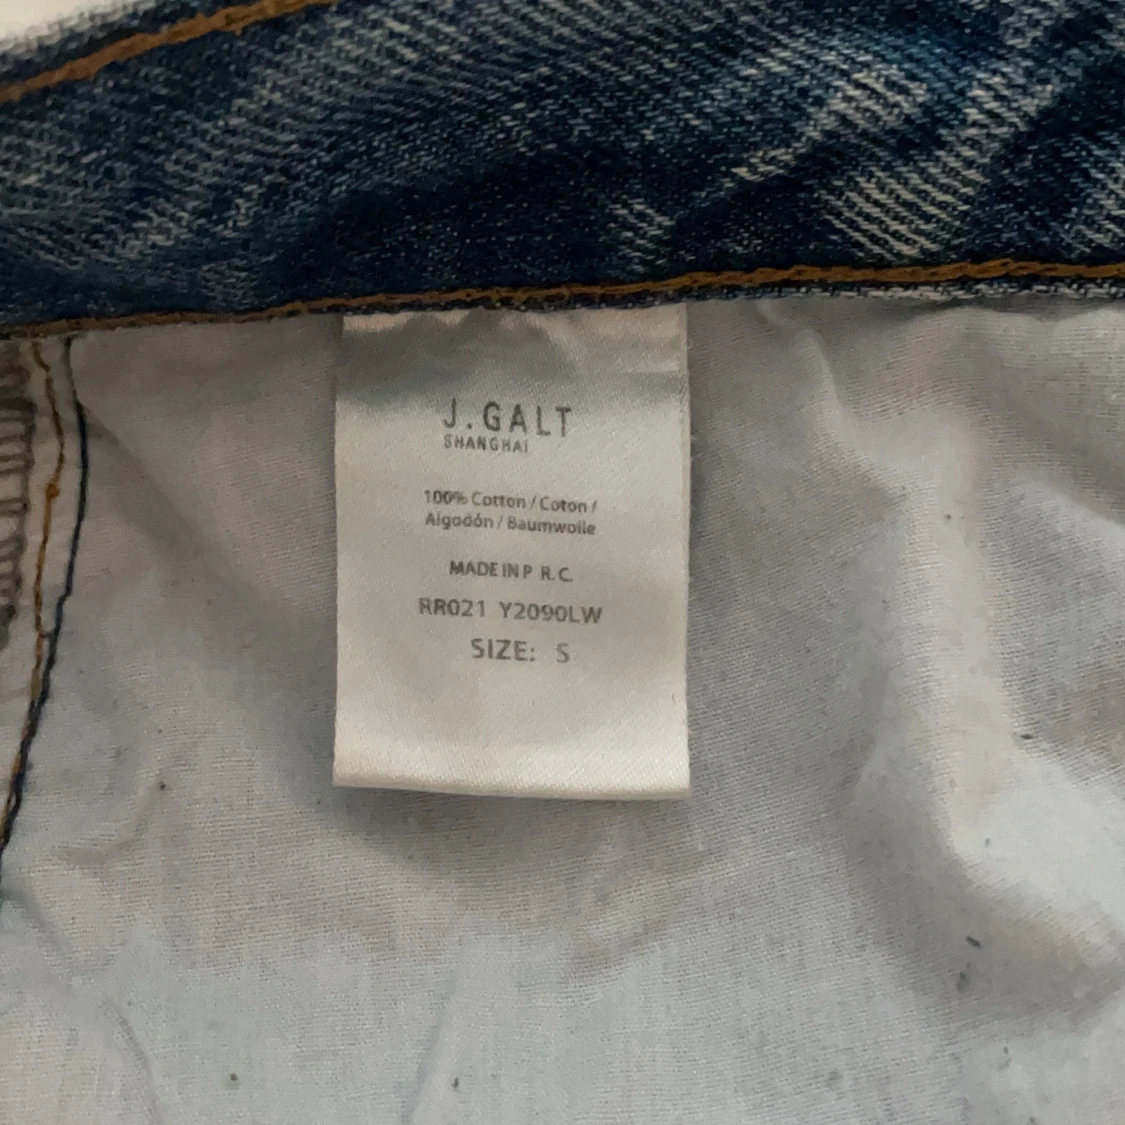 J.GALT
SHANGHAI
100% Cotton / Coton /
Algodón / Baumwolle
MADE IN P R.C.
RR021 Y2090LW
SIZE: S